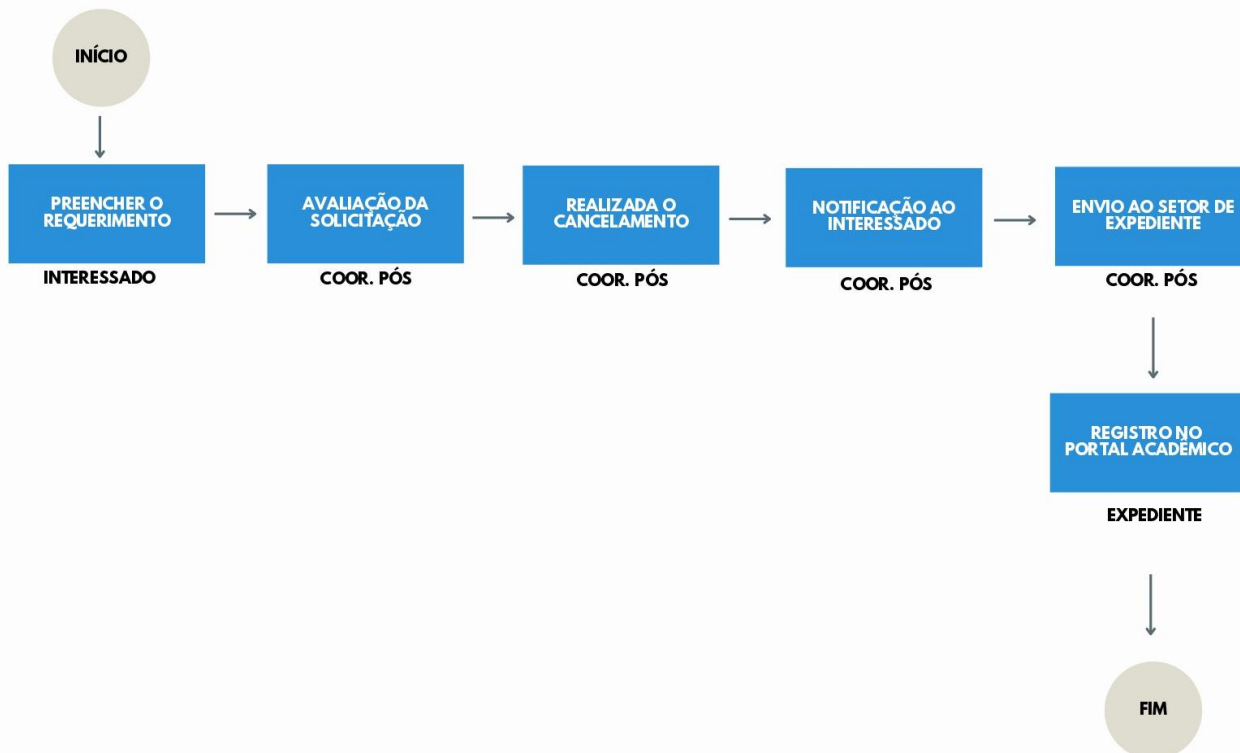 INÍCIO
PREENCHER O
REQUERIMENTO
INTERESSADO
AVALIAÇÃO DA
SOLICITAÇÃO
COOR. PÓS
REALIZADA O
CANCELAMENTO
COOR. PÓS
NOTIFICAÇÃO AO
INTERESSADO
COOR. PÓS
ENVIO AO SETOR DE
EXPEDIENTE
COOR. PÓS
REGISTRO NO
PORTAL ACADÊMICO
EXPEDIENTE
FIM